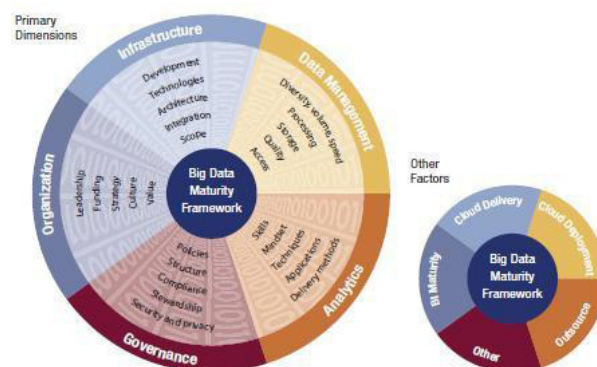 Primary
Dimensions
Infrastructure
Development
Technologies
Architecture
Integration
Scope
Data Management
Diversity, volume, speed
Processing
Storage
Quality
Access
Organization
Leadership
Funding
Strategy
Culture
Value
Big Data
Maturity
Framework
Skills
Mindset
Techniques
Applications
Delivery methods
Analytics
Policies
Structure
Compliance
Stewardship
Security and privacy
Governance
Other
Factors
Cloud Delivery
Cloud Deployment
BI Maturity
Big Data
Maturity
Framework
Outsource
Other